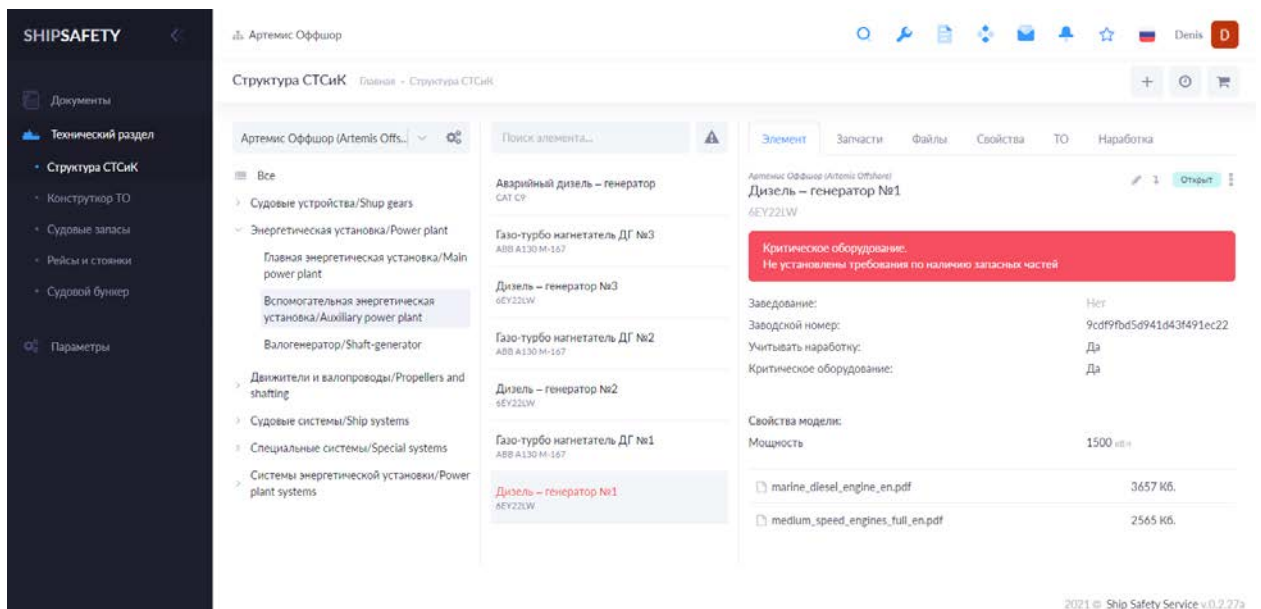 SHIPSAFETY
Артемис Оффшор
Denis D
Структура СТСиК Главная - Структура СТСиК
Документы
Технический раздел
Структура СТСиК
Конструткор ТО
Судовые запасы
Рейсы и стоянки
Судовой бункер
Параметры
Артемис Оффшор (Artemis Offs...
Все
Судовые устройства/Shup gears
Энергетическая установка/Power plant
Главная энергетическая установка/Main
power plant
Вспомогательная энергетическая
установка/Auxiliary power plant
Валогенератор/Shaft-generator
Движители и валопроводы/Propellers and
shafting
Судовые системы/Ship systems
Специальные системы/Special systems
Системы энергетической установки/Power
plant systems
Поиск элемента...
Аварийный дизель – генератор
CAT C9
Газо-турбо нагнетатель ДГ №3
ABB A130 M-167
Дизель – генератор №3
6EY22LW
Газо-турбо нагнетатель ДГ №2
ABB A130 M-167
Дизель – генератор №2
6EY22LW
Газо-турбо нагнетатель ДГ №1
ABB A130 M-167
Дизель – генератор №1
6EY22LW
Элемент Запчасти Файлы Свойства ТО Наработка
Артемис Оффшор (Artemis Offshore)
Дизель – генератор №1
6EY22LW
Открыт
Критическое оборудование.
Не установлены требования по наличию запасных частей
Заведование: Нет
Заводской номер: 9cdf9fbd5d941d43f491ec22
Учитывать наработку: Да
Критическое оборудование: Да
Свойства модели:
Мощность 1500
marine_diesel_engine_en.pdf 3657 Кб.
medium_speed_engines_full_en.pdf 2565 Кб.
2021 © Ship Safety Service v.0.2.27a